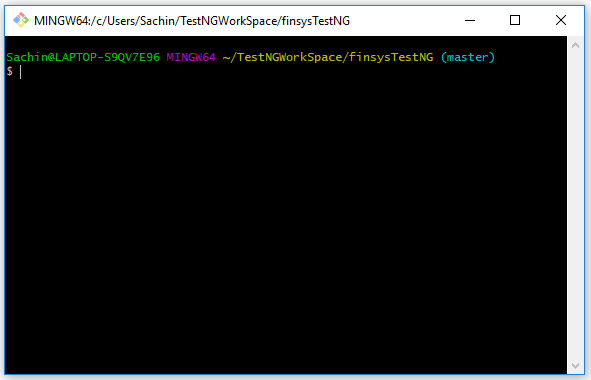 MINGW64:/c/Users/Sachin/TestNGWorkSpace/finsysTestNG
Sachin@LAPTOP-S9QV7E96 MINGW64 ~/TestNGWorkSpace/finsysTestNG (master)
$